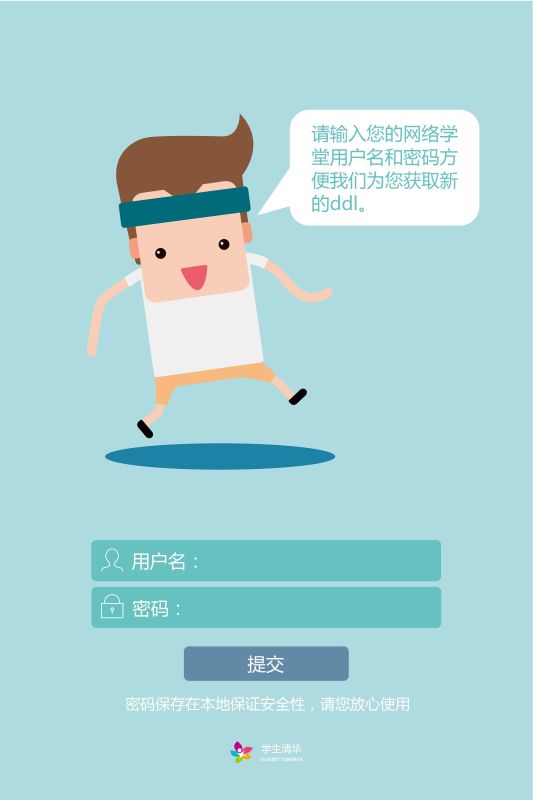 请输入您的网络学
堂用户名和密码方
便我们为您获取新
的ddl。
用户名：
密码：
提交
密码保存在本地保证安全性，请您放心使用
学生清华
STUDENT TSINGHUA